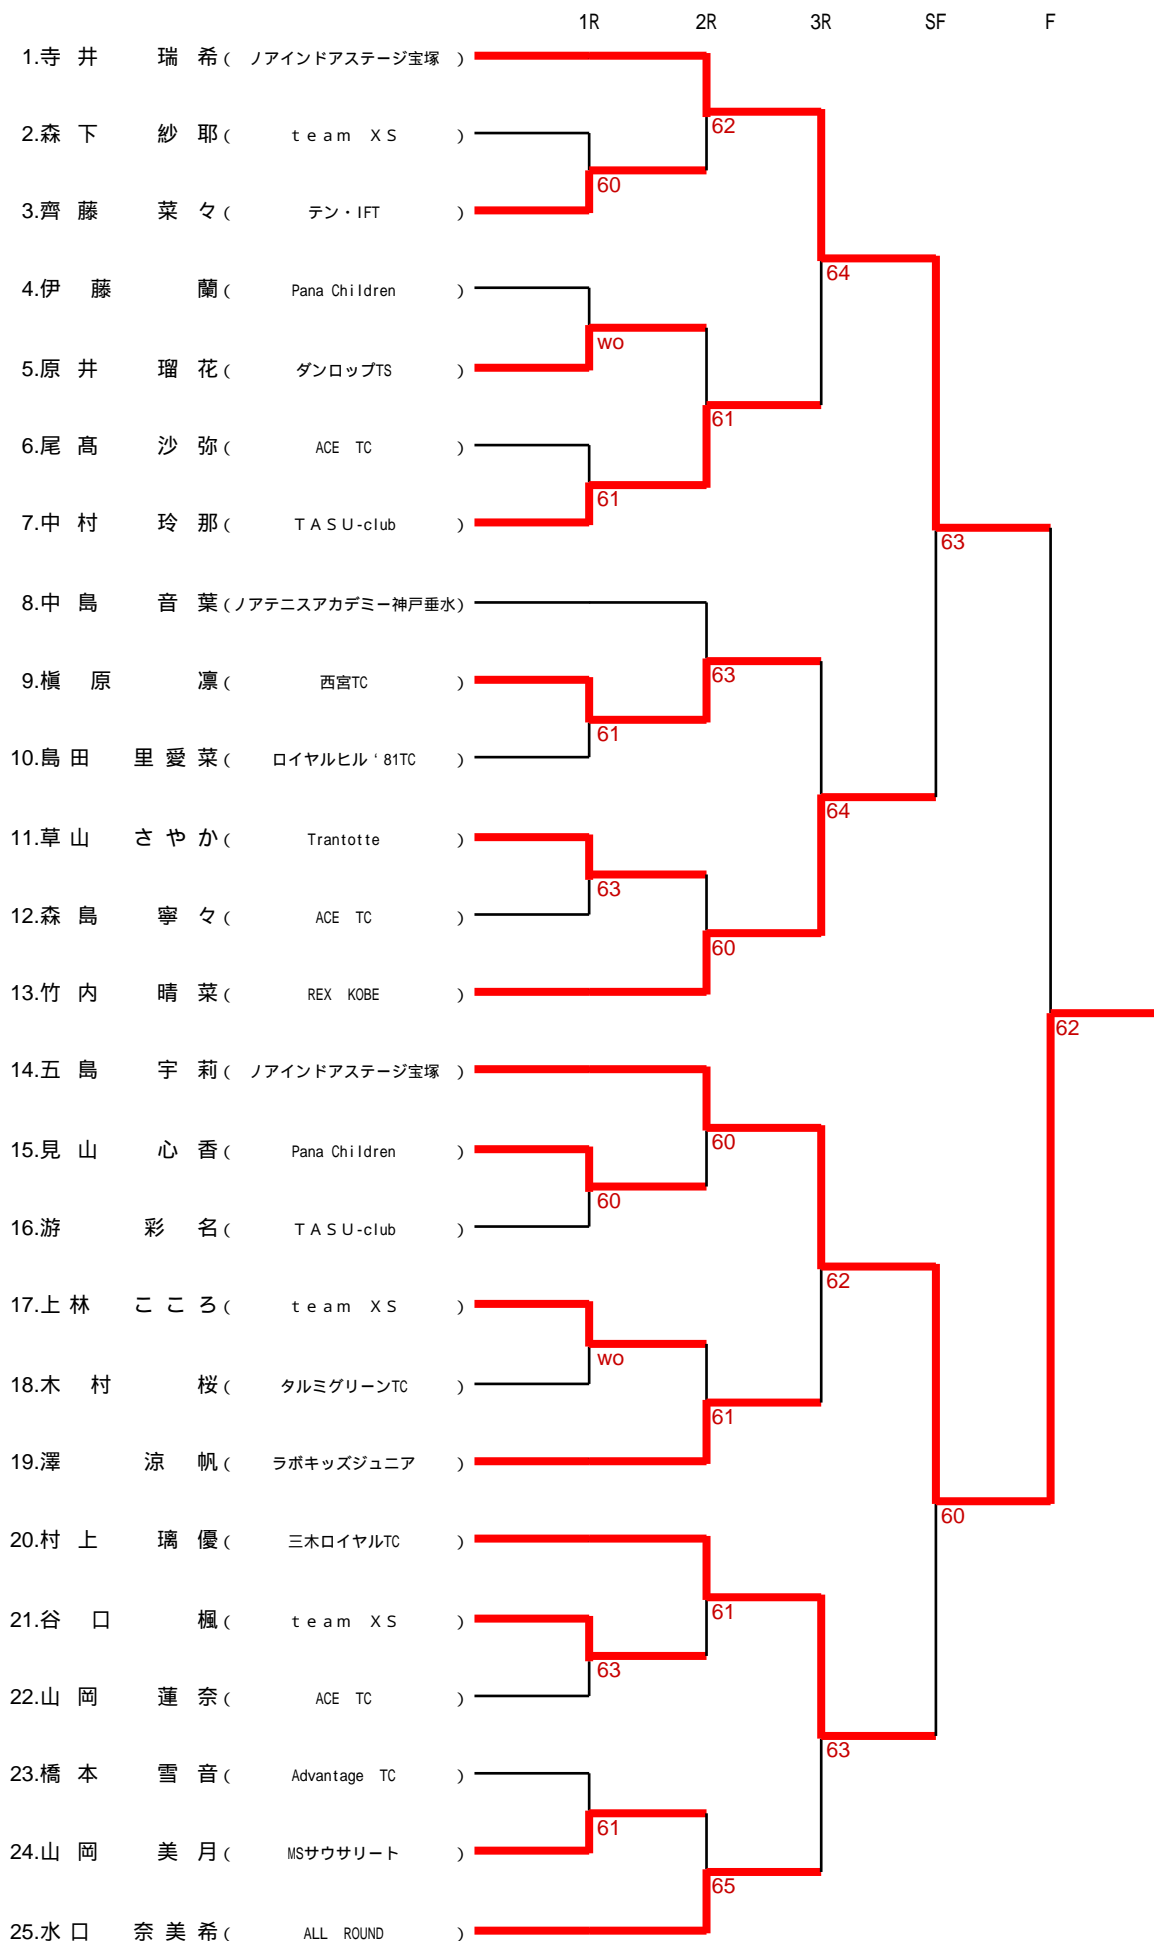 1R 2R 3R SF F
1.寺井 瑞希( ノアインドアステージ宝塚 )
62
2.森下 紗耶( ｔｅａｍ ＸＳ )
60
3.齊藤 菜々( テン・IFT )
64
4.伊藤 蘭( Pana Children )
wo
5.原井 瑠花( ダンロップTS )
61
6.尾髙 沙弥( ACE TC )
61
7.中村 玲那( ＴＡＳＵ-club )
63
8.中島 音葉(ノアテニスアカデミー神戸垂水)
63
9.槇原 凛( 西宮TC )
61
10.島田 里愛菜( ロイヤルヒル‘81TC )
64
11.草山 さやか( Trantotte )
63
12.森島 寧々( ACE TC )
60
13.竹内 晴菜( REX KOBE )
62
14.五島 宇莉( ノアインドアステージ宝塚 )
60
15.見山 心香( Pana Children )
60
16.游 彩名( ＴＡＳＵ-club )
62
17.上林 こころ( ｔｅａｍ ＸＳ )
wo
18.木村 桜( タルミグリーンTC )
61
19.澤 涼帆( ラボキッズジュニア )
60
20.村上 璃優( 三木ロイヤルTC )
61
21.谷口 楓( ｔｅａｍ ＸＳ )
63
22.山岡 蓮奈( ACE TC )
63
23.橋本 雪音( Advantage TC )
61
24.山岡 美月( MSサウサリート )
65
25.水口 奈美希( ALL ROUND )